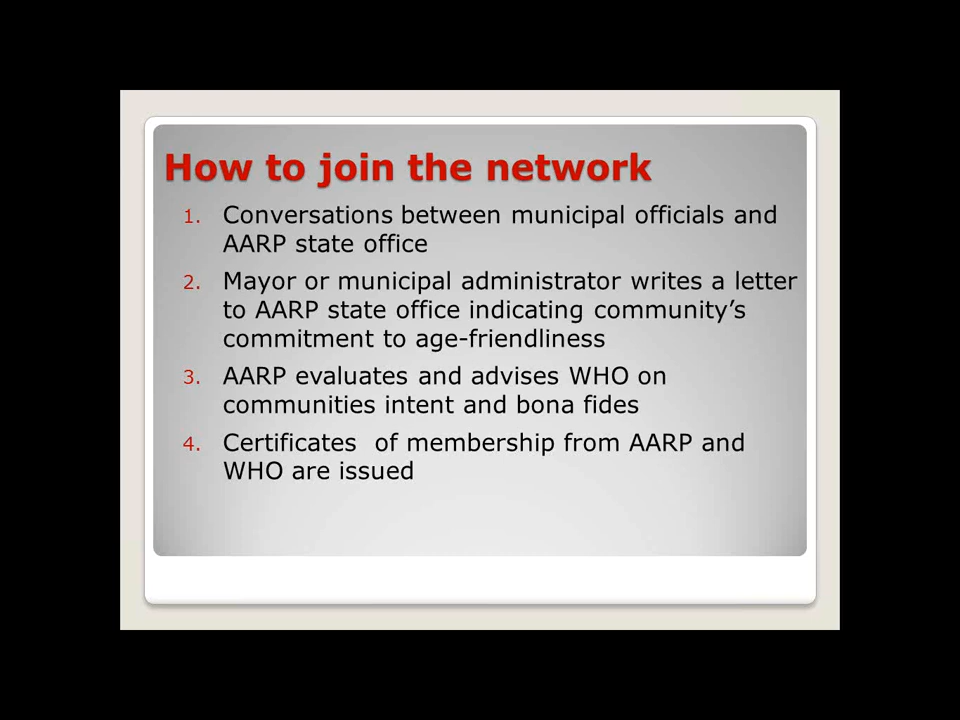 How to join the network
1. Conversations between municipal officials and
AARP state office
2. Mayor or municipal administrator writes a letter
to AARP state office indicating community’s
commitment to age-friendliness
3. AARP evaluates and advises WHO on
communities intent and bona fides
4. Certificates  of membership from AARP and
WHO are issued